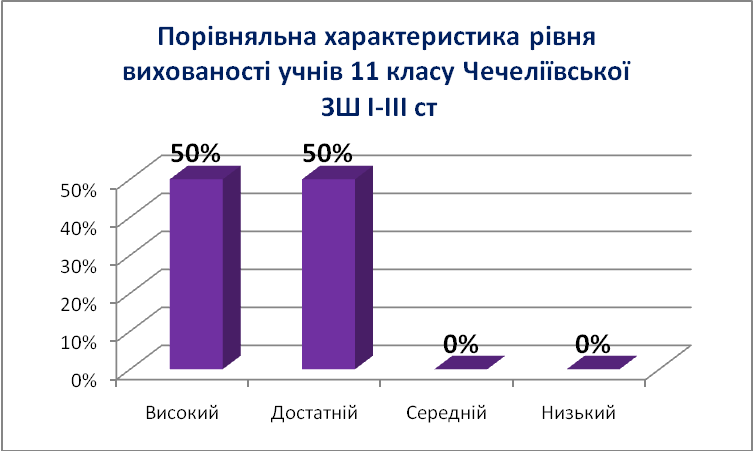 Порівняльна характеристика рівня
вихованості учнів 11 класу Чечеліївської
ЗШ І-ІІІ ст
50% 50%
50%
40%
30%
20%
10%
0%
0% 0%
Високий Достатній Середній Низький